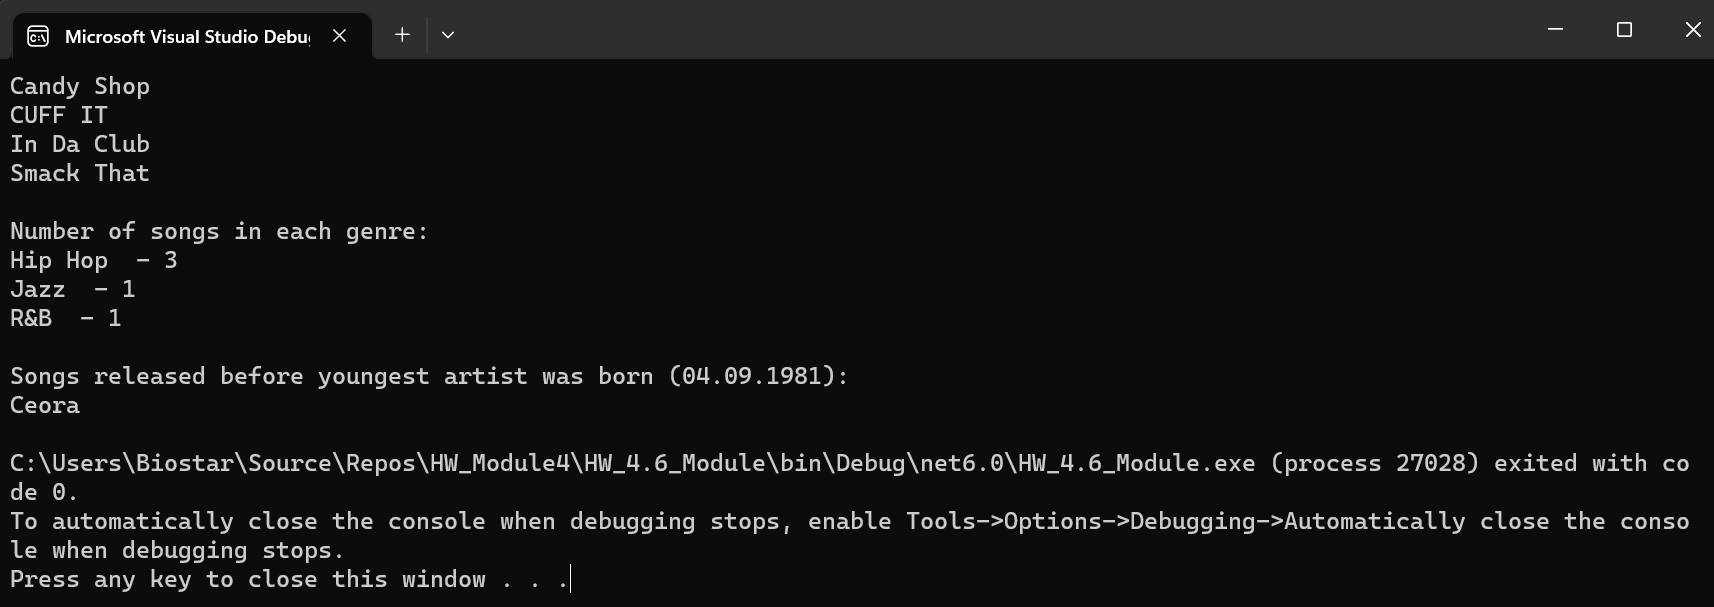 Microsoft Visual Studio Debu
Candy Shop
CUFF IT
In Da Club
Smack That
Number of songs in each genre:
Hip Hop  - 3
Jazz  - 1
R&B  - 1
Songs released before youngest artist was born (04.09.1981):
Ceora
C:\Users\Biostar\Source\Repos\HW_Module4\HW_4.6_Module\bin\Debug\net6.0\HW_4.6_Module.exe (process 27028) exited with co
de 0.
To automatically close the console when debugging stops, enable Tools->Options->Debugging->Automatically close the conso
le when debugging stops.
Press any key to close this window . . .